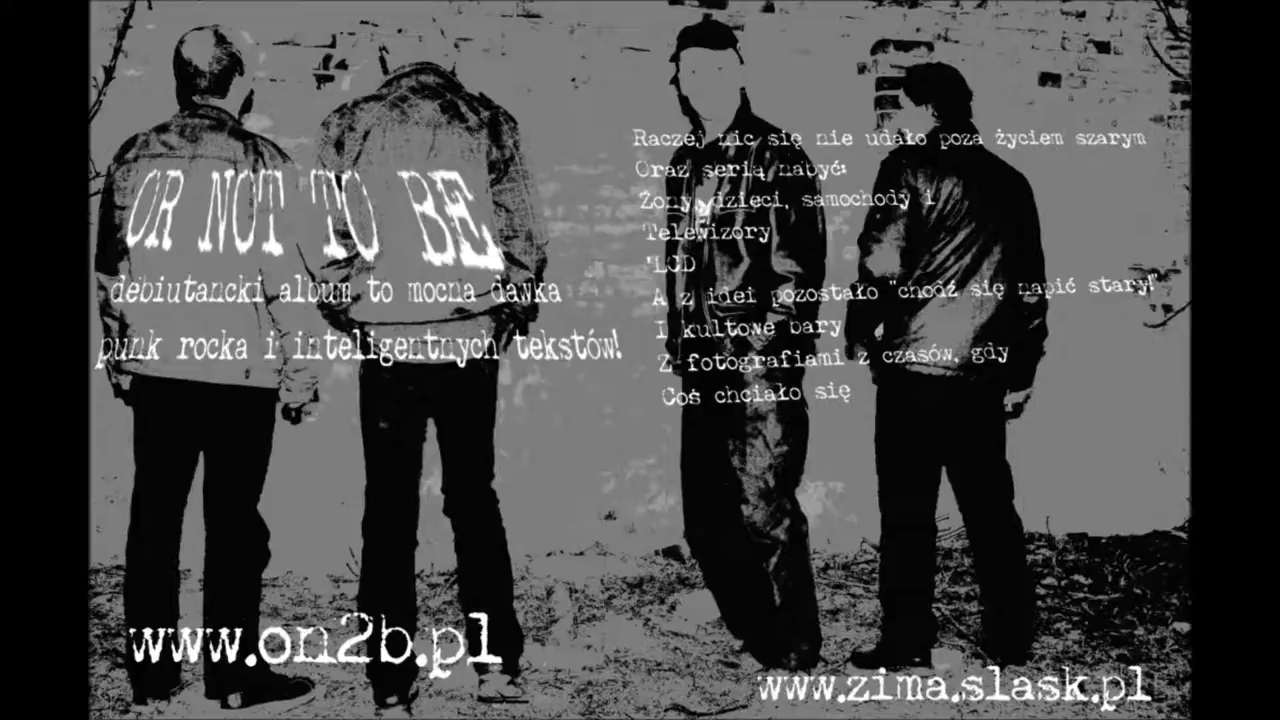 OR NOT TO BE
debiutancki album to mocna dawka
punk rocka i inteligentnych tekstów!
www.on2b.pl
Raczej nic się nie udało poza życiem szarym
Oraz serią nabyć:
Żony, dzieci, samochody i
Telewizory
"LCD
A z idei pozostało "chodź się napić stary!"
I kultowe bary
Z fotografiami z czasów, gdy
Coś chciało się
www.zima.slask.pl